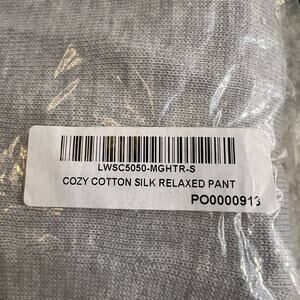 LWSC5050-MGHTR-S
COZY COTTON SILK RELAXED PANT
PO0000913